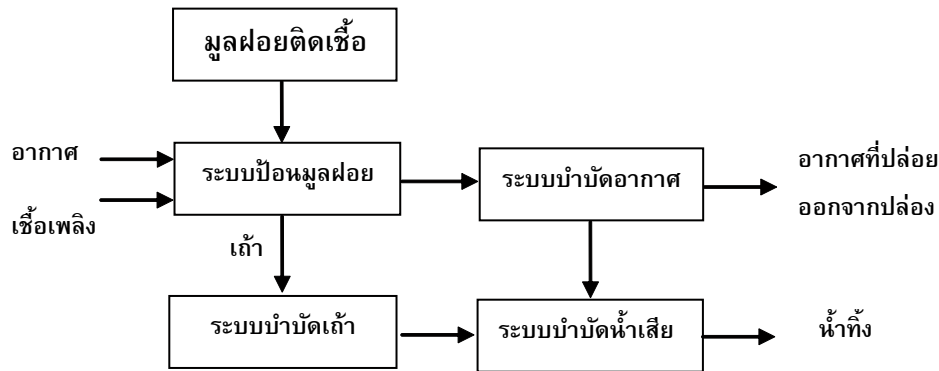 มูลฝอยติดเชื้อ
อากาศ
ระบบป้อหมูลฝอย
ระบบบำบัดอากาศ
อากาศที่ปล่อย
ออกจากปล่อง
เชื้อเพลิง
เถ้า
ระบบบำบัดเถ้า
ระบบบำบัดน้ำเสีย
น้ำทิ้ง